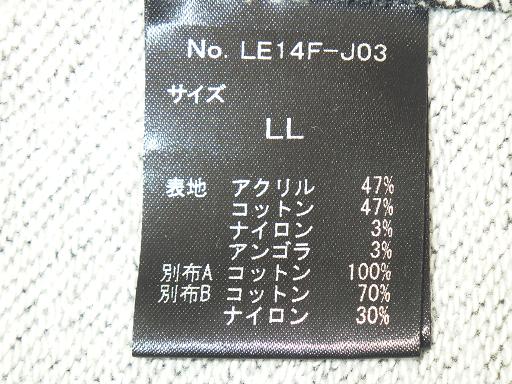 No. LE14F-J03
サイズ
LL
表地 アクリル 47%
コットン 47%
ナイロン 3%
アンゴラ 3%
別布A コットン 100%
別布B コットン 70%
ナイロン 30%